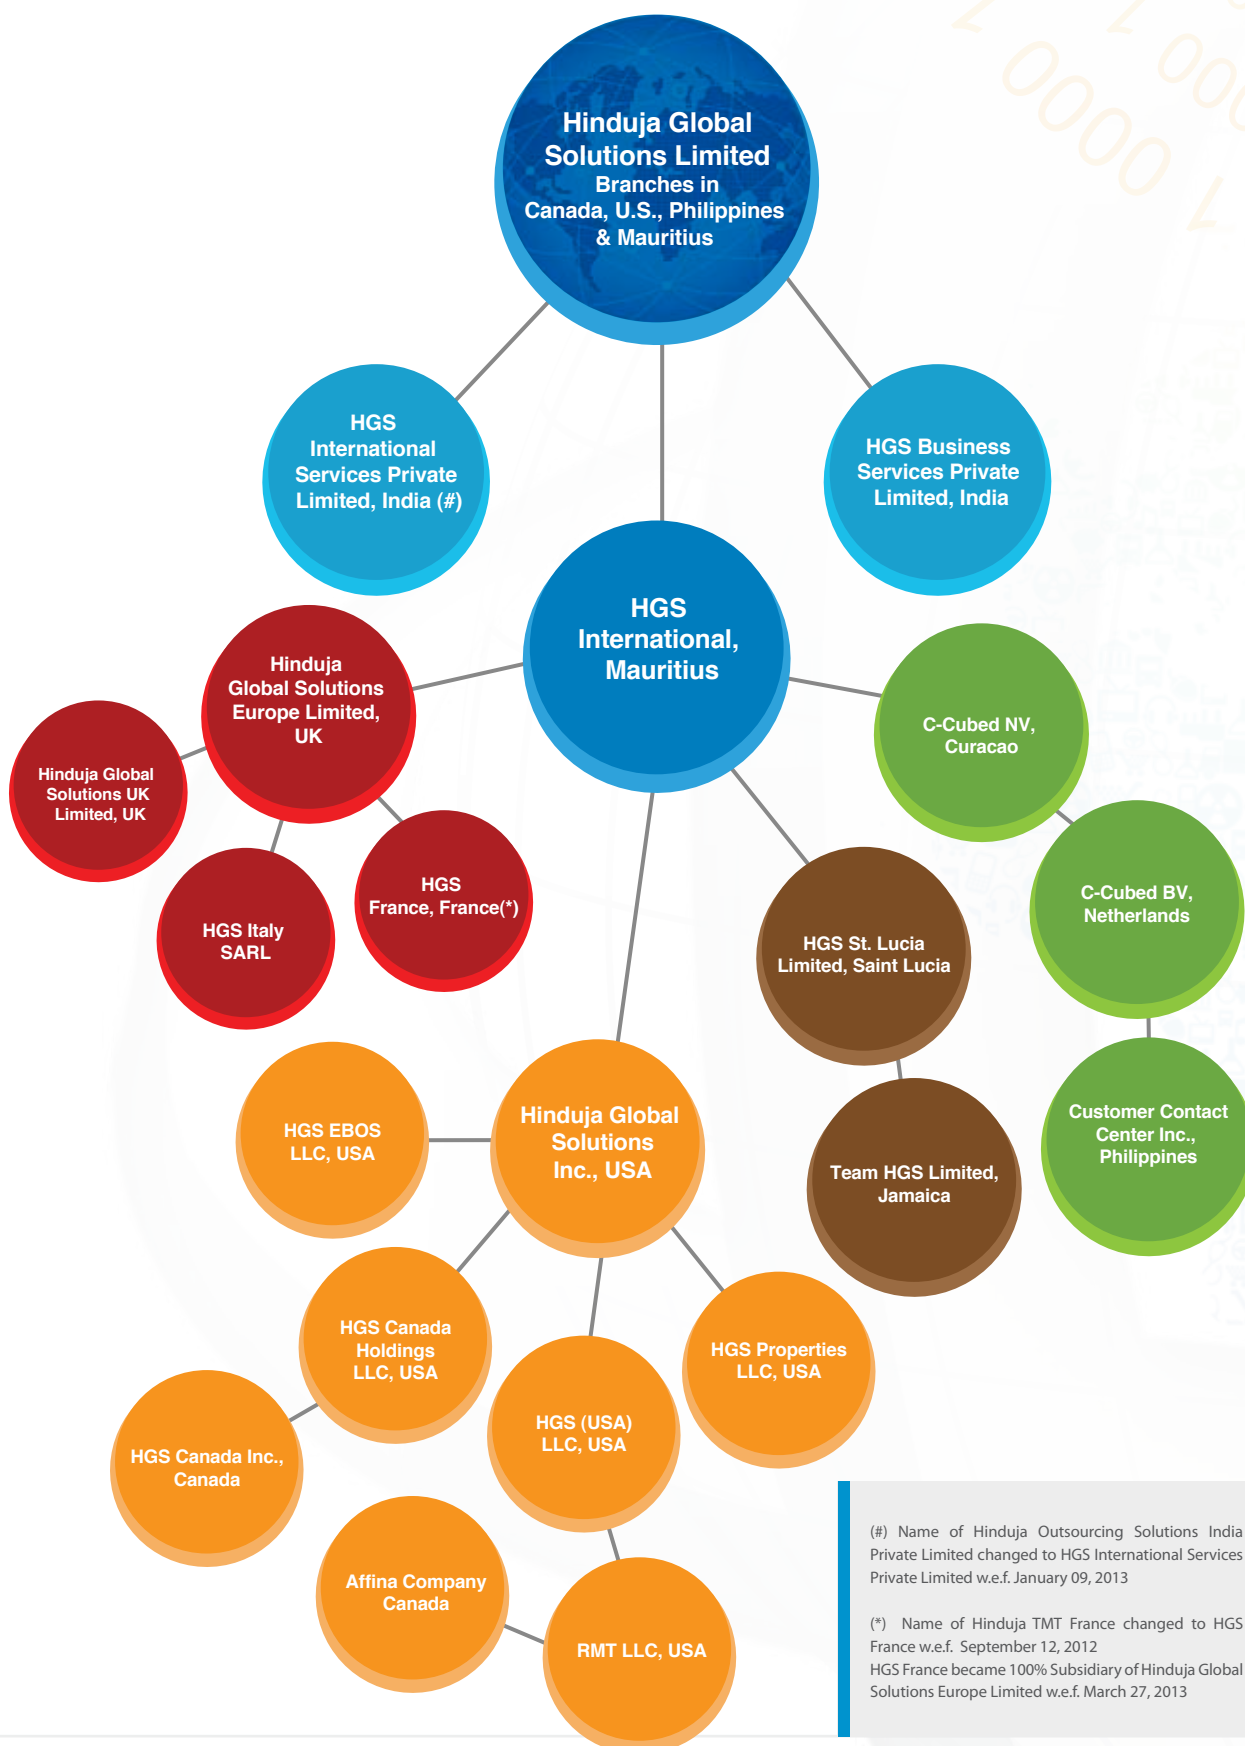 1 0000 1
1 0000 1
Hinduja Global
Solutions Limited
Branches in
Canada, U.S., Philippines
& Mauritius
HGS
International
Services Private
Limited, India (#)
HGS Business
Services Private
Limited, India
HGS
International,
Mauritius
Hinduja
Global Solutions
Europe Limited,
UK
Hinduja Global
Solutions UK
Limited, UK
HGS Italy
SARL
HGS
France, France(*)
C-Cubed NV,
Curacao
C-Cubed BV,
Netherlands
Customer Contact
Center Inc.,
Philippines
HGS St. Lucia
Limited, Saint Lucia
Team HGS Limited,
Jamaica
Hinduja Global
Solutions
Inc., USA
HGS EBOS
LLC, USA
HGS Canada
Holdings
LLC, USA
HGS Canada Inc.,
Canada
HGS (USA)
LLC, USA
HGS Properties
LLC, USA
Affina Company
Canada
RMT LLC, USA
(#) Name of Hinduja Outsourcing Solutions India
Private Limited changed to HGS International Services
Private Limited w.e.f. January 09, 2013
(*) Name of Hinduja TMT France changed to HGS
France w.e.f. September 12, 2012
HGS France became 100% Subsidiary of Hinduja Global
Solutions Europe Limited w.e.f. March 27, 2013